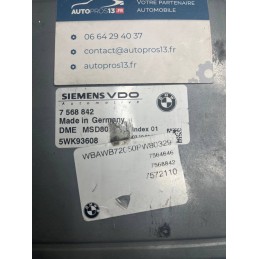 VOTRE PARTENAIRE
AUTOMOBILE
AUTOPROS13.FR
06 64 29 40 37
contact@autopros13.fr
autopros13.fr
SIEMENS VDO
Automotive
7 568 842
Made in Germany
DME MSD80 Index 01
5WK93608
7564646
7568842
7572110